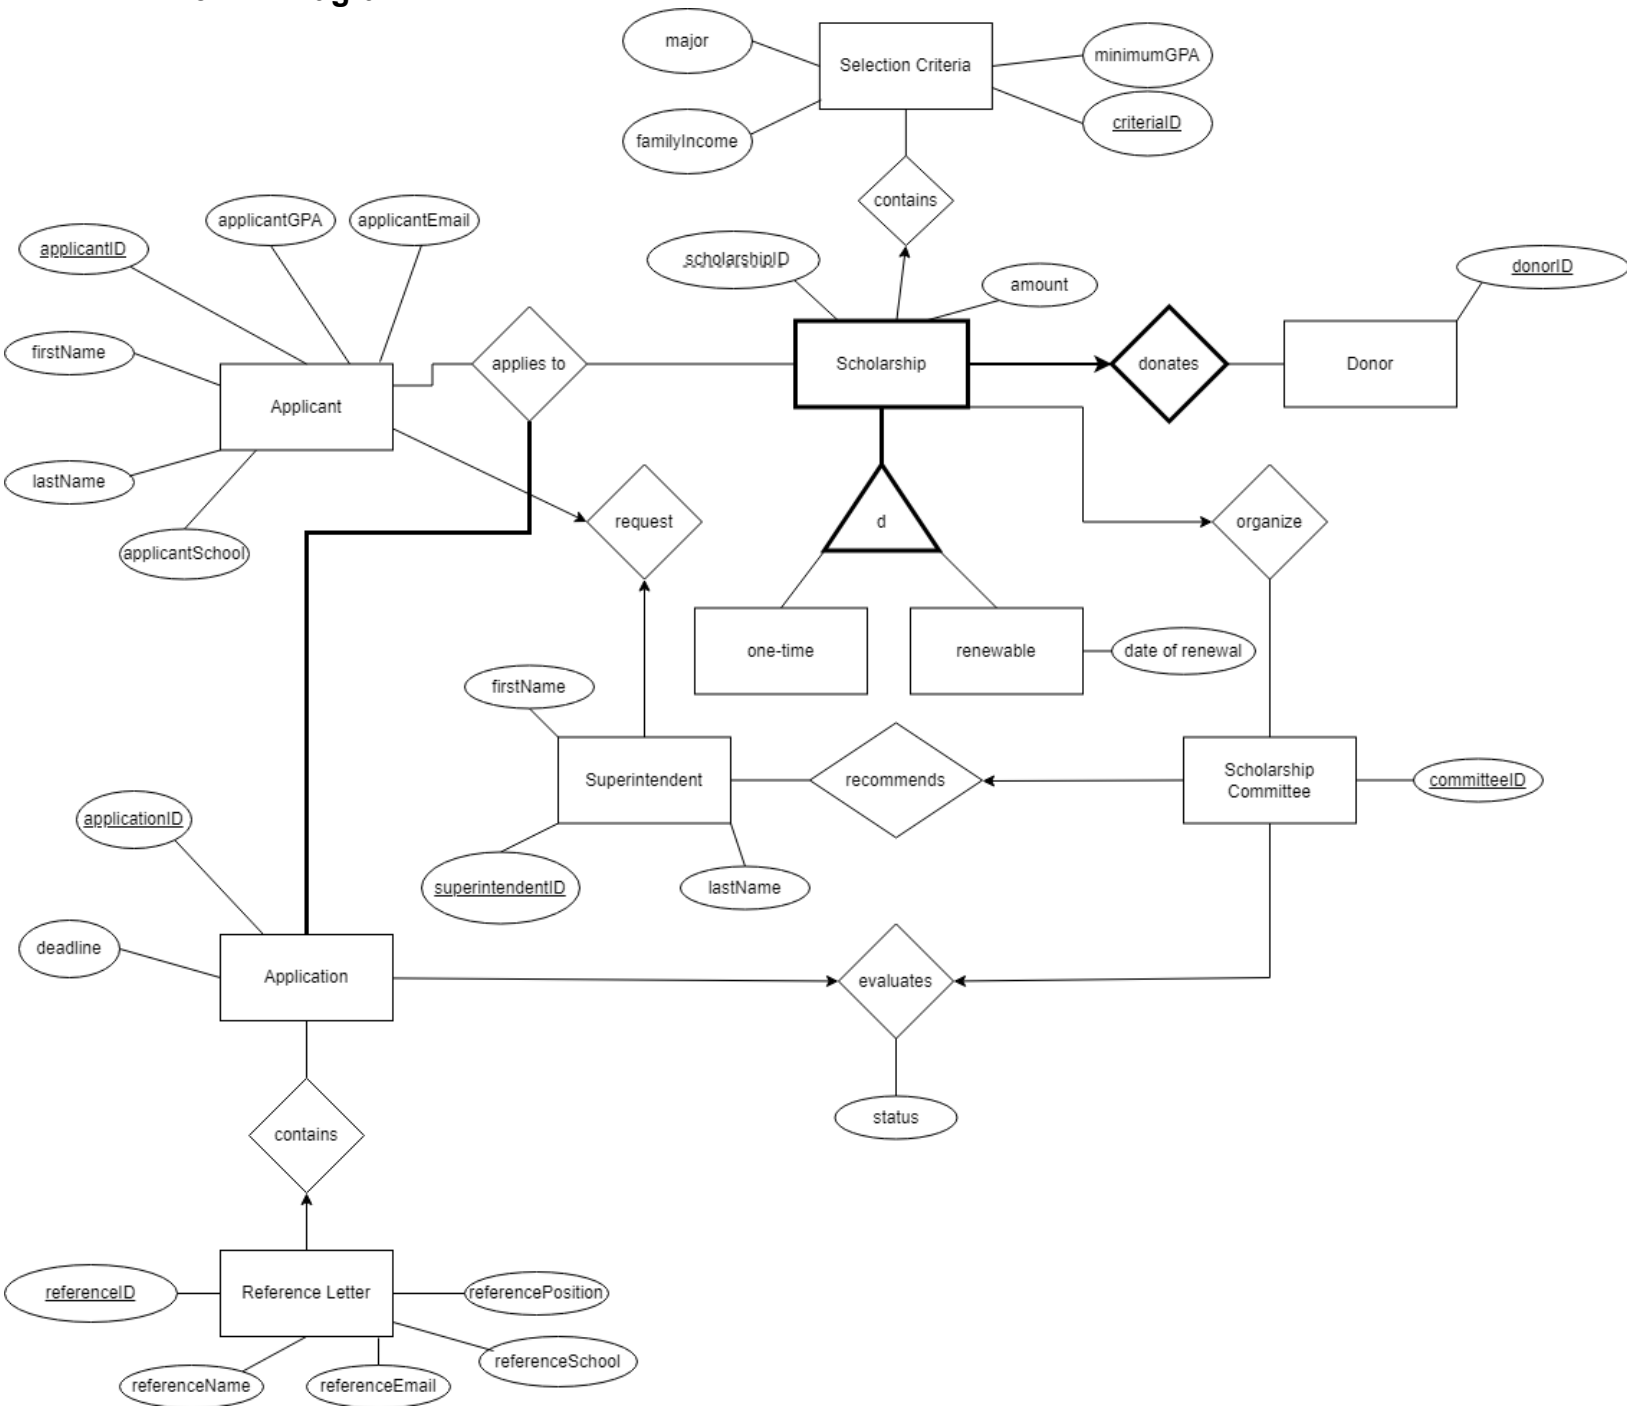 major
Selection Criteria
minimumGPA
criteriaID
familyIncome
contains
applicantGPA
applicantEmail
applicantID
scholarshipID
amount
donorID
firstName
applies to
Scholarship
donates
Donor
Applicant
lastName
applicantSchool
request
d
organize
one-time
renewable
date of renewal
firstName
Superintendent
recommends
Scholarship
Committee
committeeID
applicationID
superintendentID
lastName
deadline
Application
evaluates
status
contains
referenceID
Reference Letter
referencePosition
referenceSchool
referenceName
referenceEmail